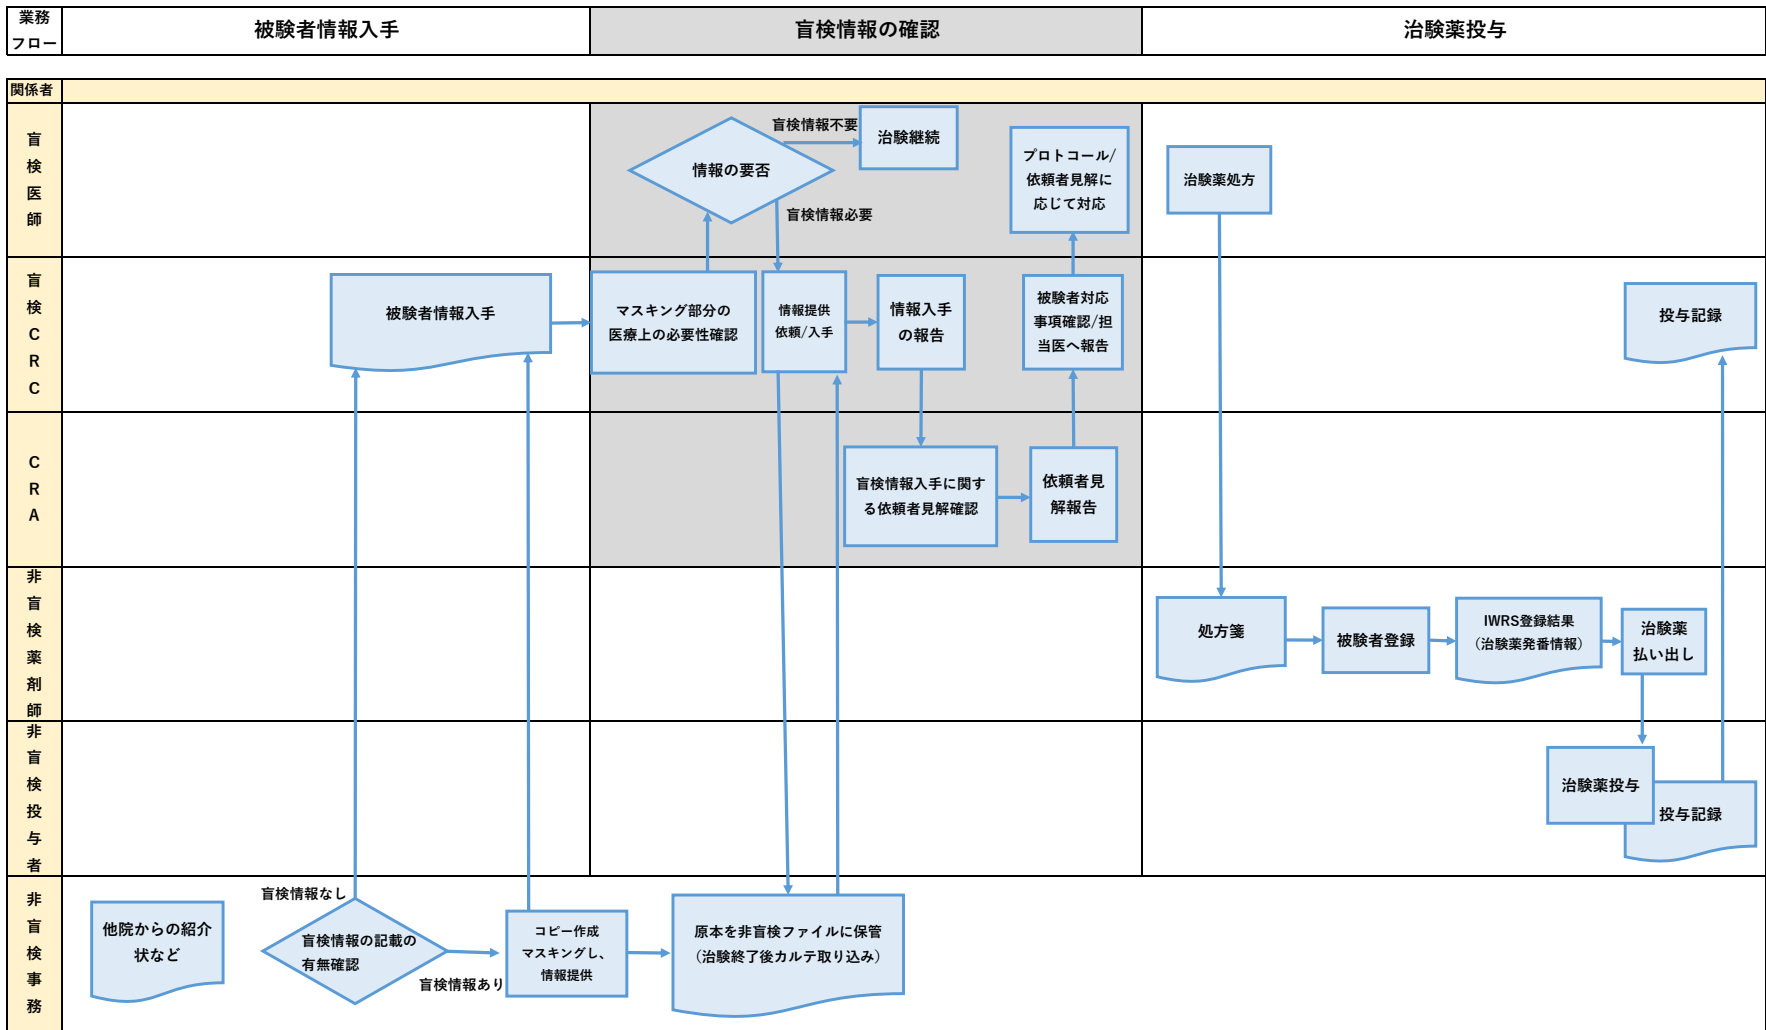 業務
フロー
被験者情報入手
盲検情報の確認
治験薬投与
関係者
盲
検
医
師
盲検情報不要
治験継続
情報の要否
盲検情報必要
プロトコール/
依頼者見解に
応じて対応
治験薬処方
盲
検
C
R
C
被験者情報入手
マスキング部分の
医療上の必要性確認
情報提供
依頼/入手
情報入手
の報告
被験者対応
事項確認/担
当医へ報告
投与記録
C
R
A
盲検情報入手に関す
る依頼者見解確認
依頼者見
解報告
非
盲
検
薬
剤
師
処方箋
被験者登録
IWRS登録結果
（治験薬発番情報）
治験薬
払い出し
非
盲
検
投
与
者
治験薬投与
投与記録
非
盲
検
事
務
他院からの紹介
状など
盲検情報なし
盲検情報の記載の
有無確認
盲検情報あり
コピー作成
マスキングし、
情報提供
原本を非盲検ファイルに保管
（治験終了後カルテ取り込み）